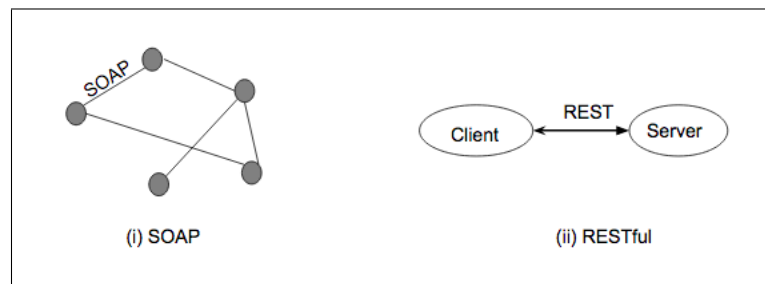 SOAP
REST
Client
Server
(i) SOAP
(ii) RESTful